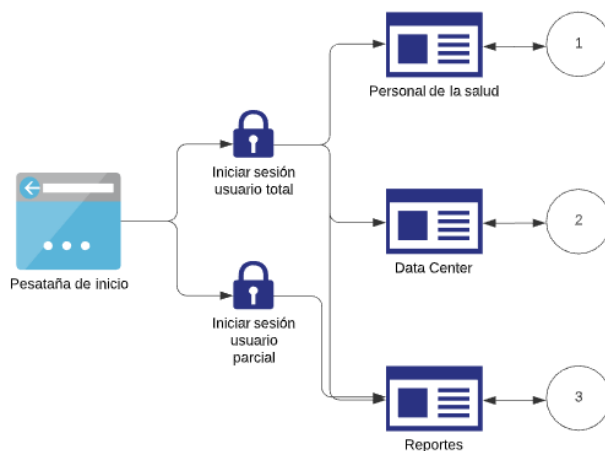 1
Personal de la salud
Iniciar sesión
usuario total
2
Data Center
Pesataña de inicio
Iniciar sesión
usuario
parcial
3
Reportes